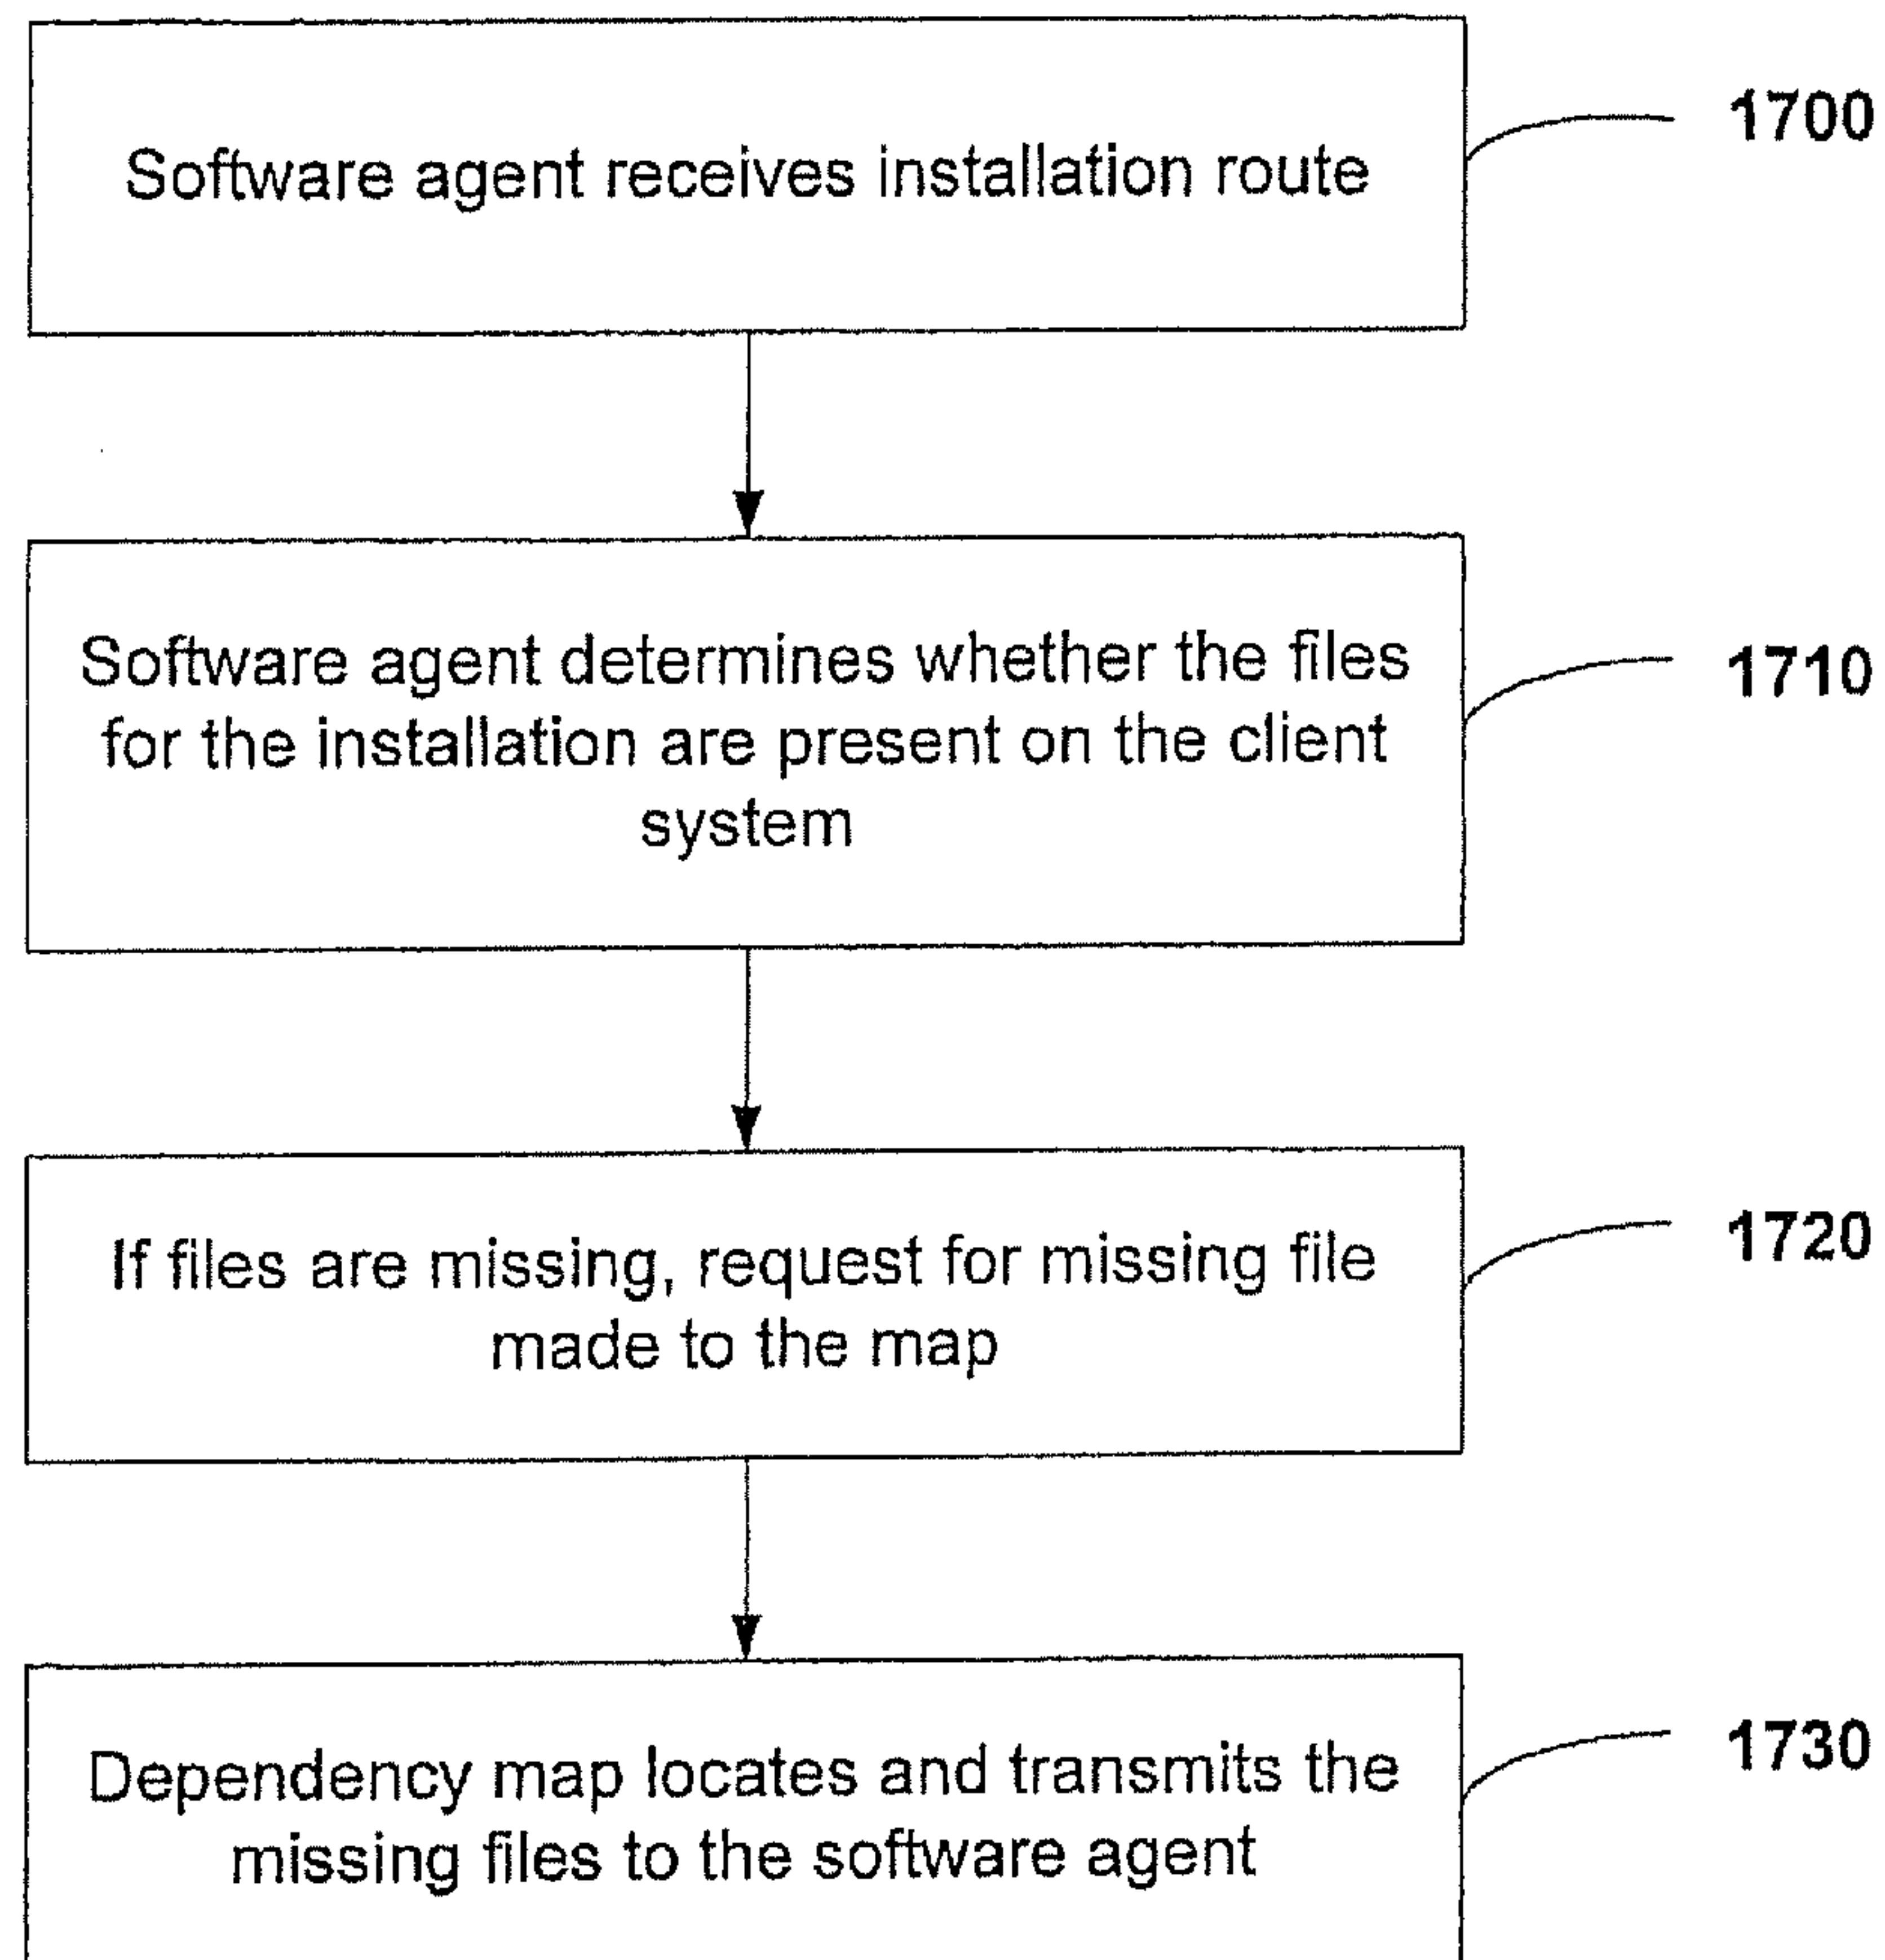 Software agent receives installation route
1700
Software agent determines whether the files
for the installation are present on the client
system
1710
If files are missing, request for missing file
made to the map
1720
Dependency map locates and transmits the
missing files to the software agent
1730